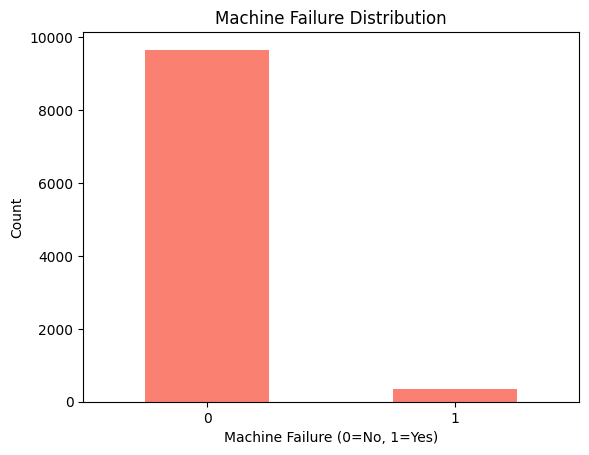 Machine Failure Distribution
10000
8000
6000
4000
2000
0
Count
0
1
Machine Failure (0=No, 1=Yes)